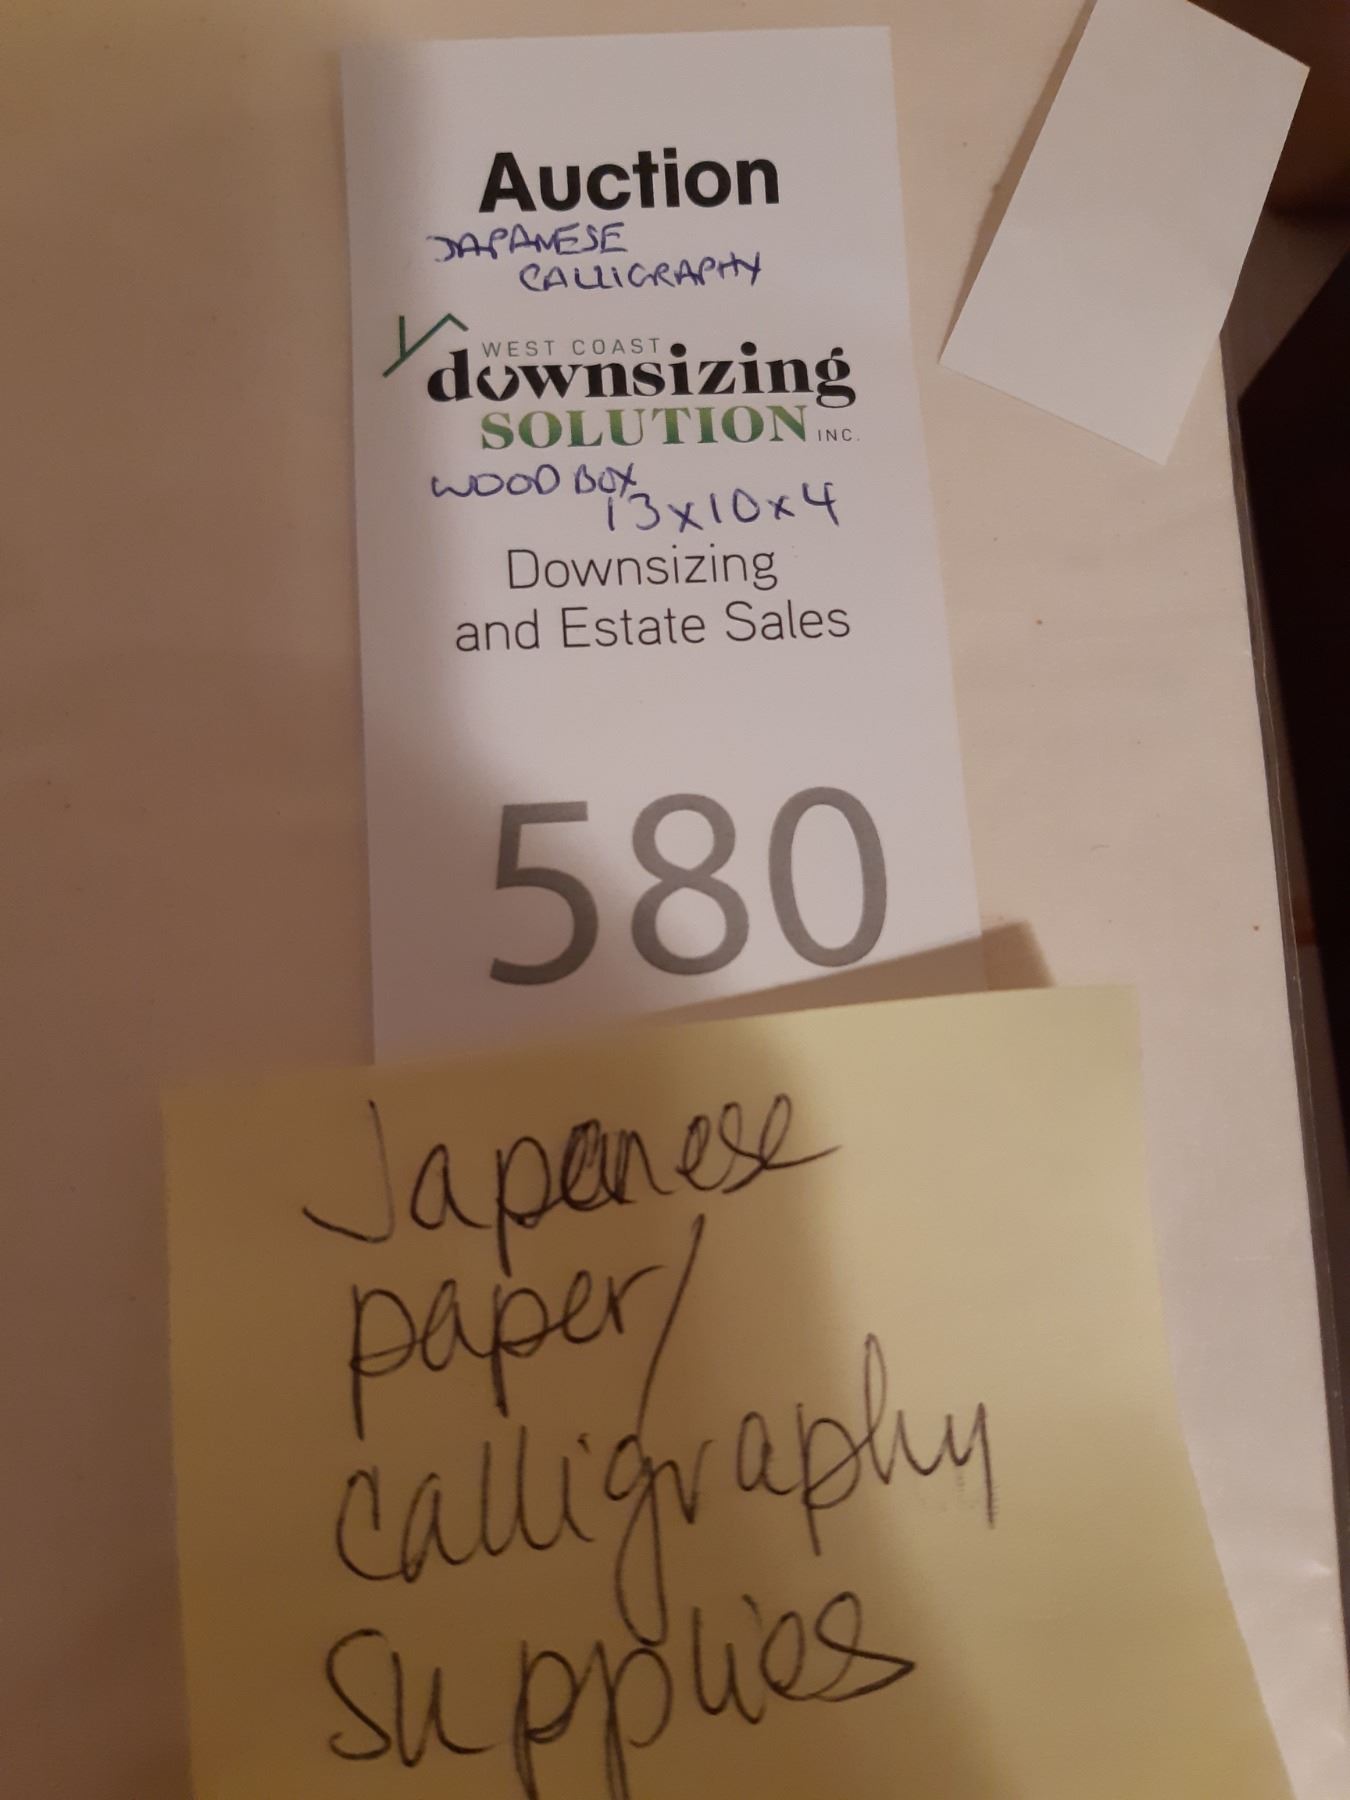 Auction
JAPANESE
CALLIGRAPHY
WEST COAST
downsizing
SOLUTION INC.
WOOD BOX
13x10x4
Downsizing
and Estate Sales
580
Japanese
paper/
calligraphy
supplies